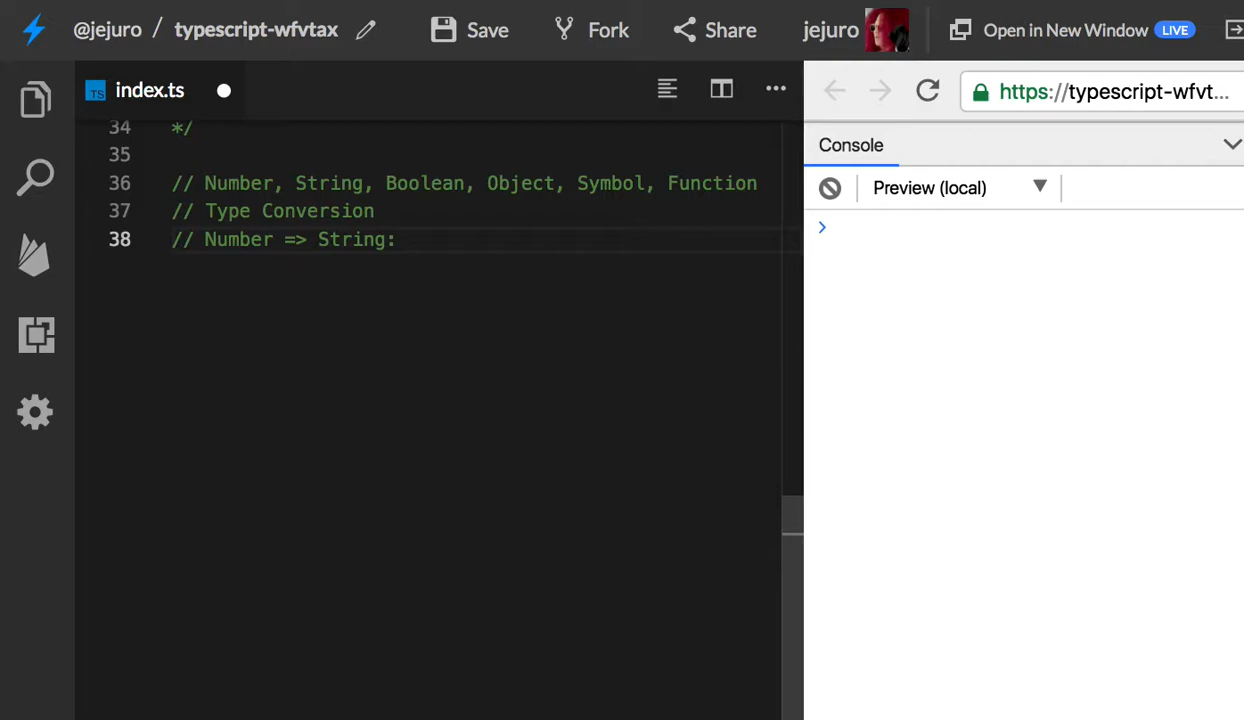 @jejuro / typescript-wfvtax Save Fork Share jejuro Open in New Window LIVE
TS index.ts
https://typescript-wfvt...
34 */
Console
35
36 // Number, String, Boolean, Object, Symbol, Function
Preview (local)
37 // Type Conversion
38 // Number => String:
>